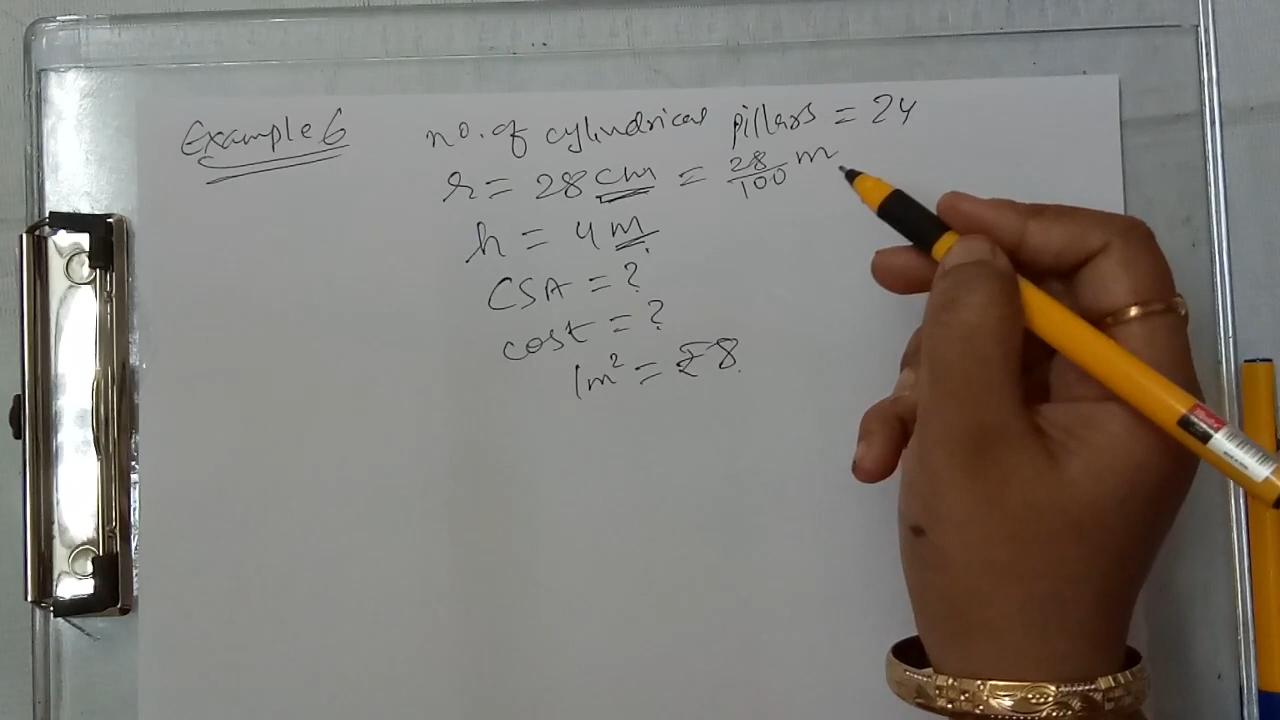 Example 6
no. of cylindrical pillars = 24
r = 28 cm = 28/100 m
h = 4 m
CSA = ?
cost = ?
1m² = ₹8